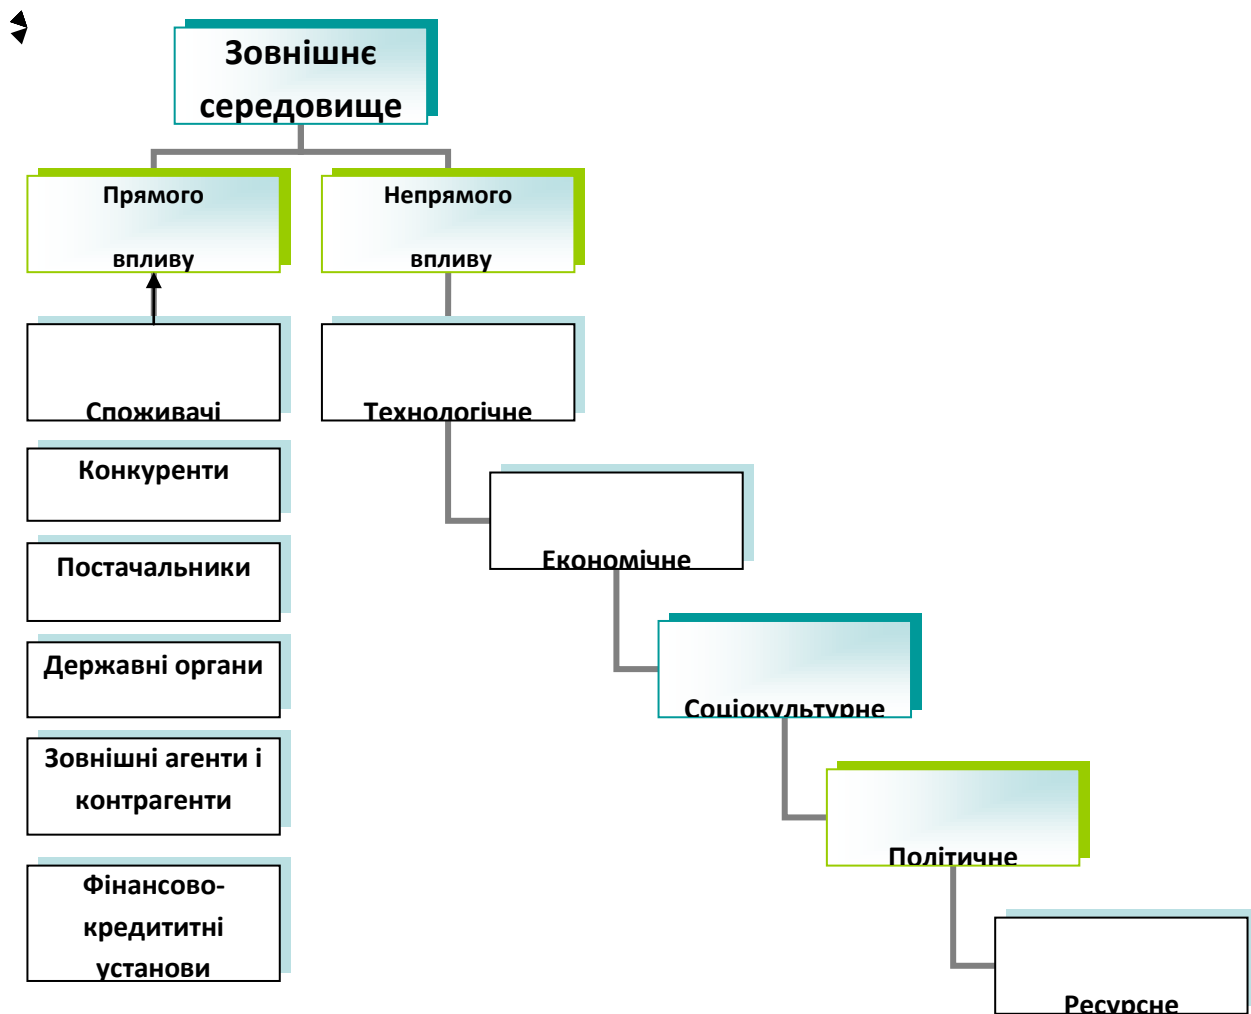 Зовнішнє
середовище
Прямого
впливу
Непрямого
впливу
Споживачі
Конкуренти
Постачальники
Державні органи
Зовнішні агенти і
контрагенти
Фінансово-
кредититні
установи
Технологічне
Економічне
Соціокультурне
Політичне
Ресурсне